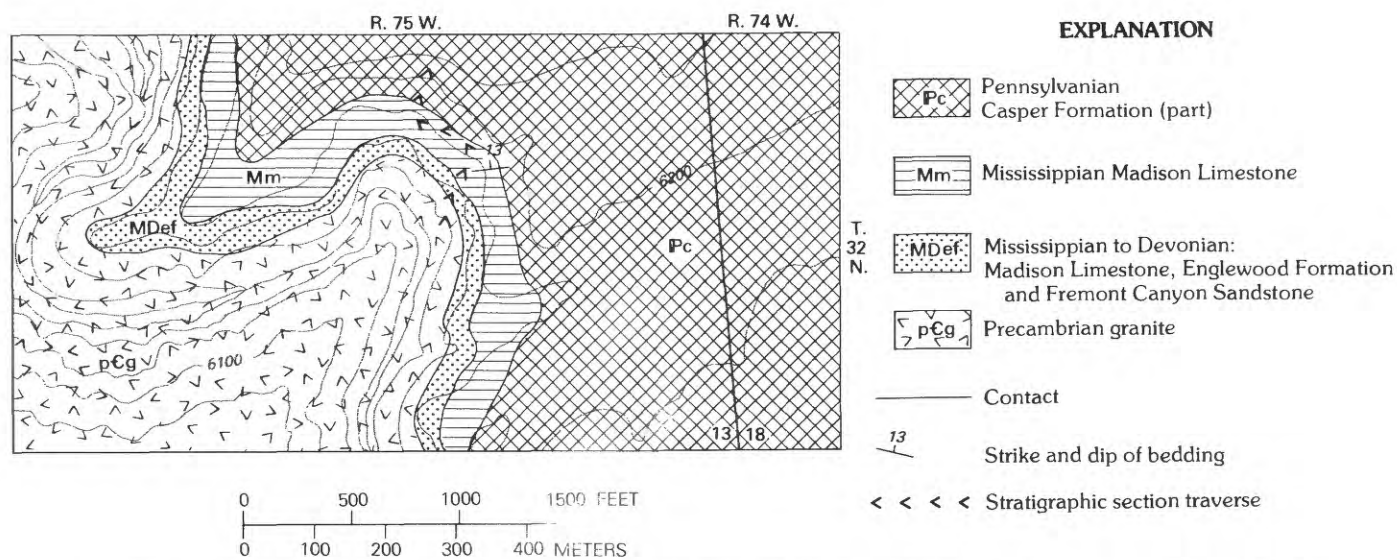 R. 75 W.
R. 74 W.
Mm
MDef
13
6200
ℙc
T.
32
N.
p€g
6100
13 18
0 500 1000 1500 FEET
0 100 200 300 400 METERS
EXPLANATION
ℙc
Pennsylvanian
Casper Formation (part)
Mm
Mississippian Madison Limestone
MDef
Mississippian to Devonian:
Madison Limestone, Englewood Formation
and Fremont Canyon Sandstone
p€g
Precambrian granite
Contact
13
Strike and dip of bedding
Stratigraphic section traverse